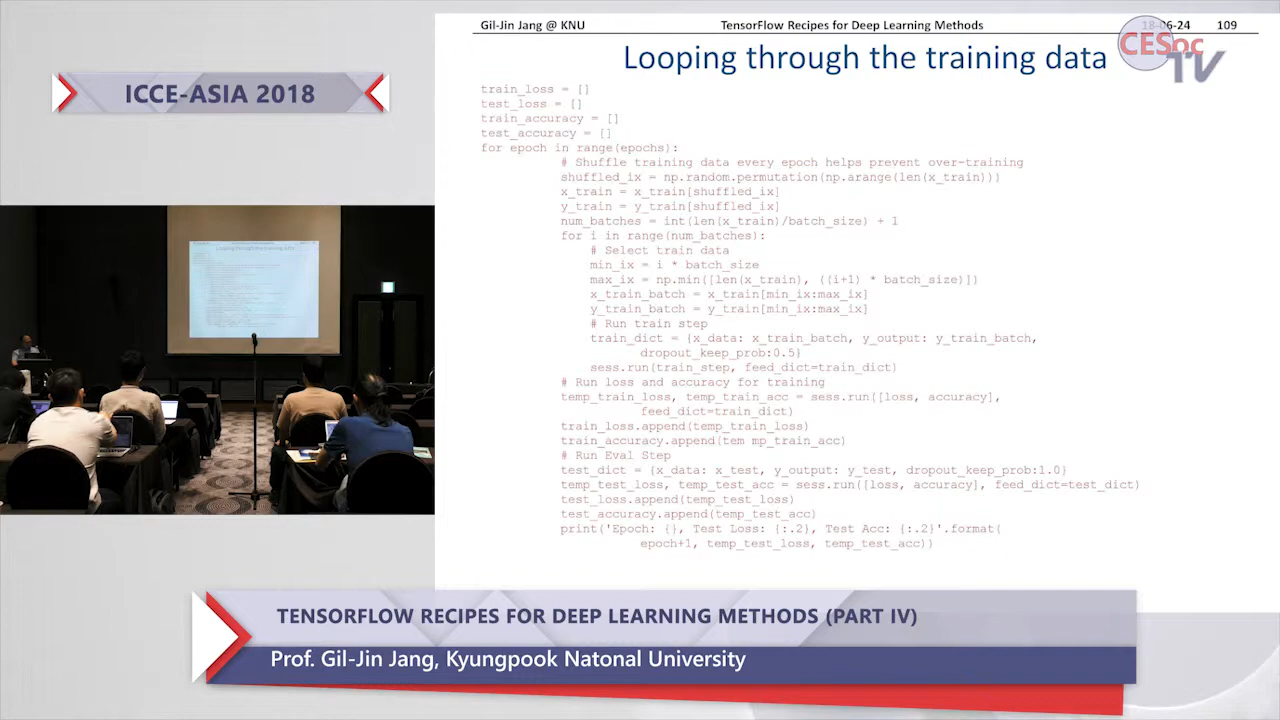 Gil-Jin Jang @ KNU
TensorFlow Recipes for Deep Learning Methods
18-06-24
109
CESoc
TV
Looping through the training data
ICCE-ASIA 2018
train_loss = []
test_loss = []
train_accuracy = []
test_accuracy = []
for epoch in range(epochs):
# Shuffle training data every epoch helps prevent over-training
shuffled_ix = np.random.permutation(np.arange(len(x_train)))
x_train = x_train[shuffled_ix]
y_train = y_train[shuffled_ix]
num_batches = int(len(x_train)/batch_size) + 1
for i in range(num_batches):
# Select train data
min_ix = i * batch_size
max_ix = np.min([len(x_train), ((i+1) * batch_size)])
x_train_batch = x_train[min_ix:max_ix]
y_train_batch = y_train[min_ix:max_ix]
# Run train step
train_dict = {x_data: x_train_batch, y_output: y_train_batch,
dropout_keep_prob:0.5}
sess.run(train_step, feed_dict=train_dict)
# Run loss and accuracy for training
temp_train_loss, temp_train_acc = sess.run([loss, accuracy],
feed_dict=train_dict)
train_loss.append(temp_train_loss)
train_accuracy.append(tem mp_train_acc)
# Run Eval Step
test_dict = {x_data: x_test, y_output: y_test, dropout_keep_prob:1.0}
temp_test_loss, temp_test_acc = sess.run([loss, accuracy], feed_dict=test_dict)
test_loss.append(temp_test_loss)
test_accuracy.append(temp_test_acc)
print('Epoch: {}, Test Loss: {:.2}, Test Acc: {:.2}'.format(
epoch+1, temp_test_loss, temp_test_acc))
Looping through the training data
TENSORFLOW RECIPES FOR DEEP LEARNING METHODS (PART IV)
Prof. Gil-Jin Jang, Kyungpook Natonal University